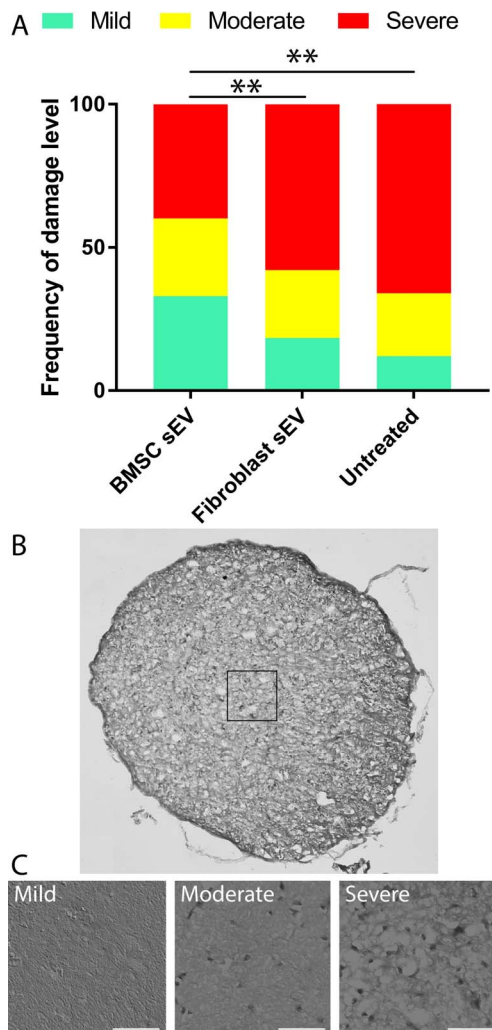 A
Mild Moderate Severe
**
**
Frequency of damage level
100
50
0
BMSC sEV
Fibroblast sEV
Untreated
B
C
Mild Moderate Severe